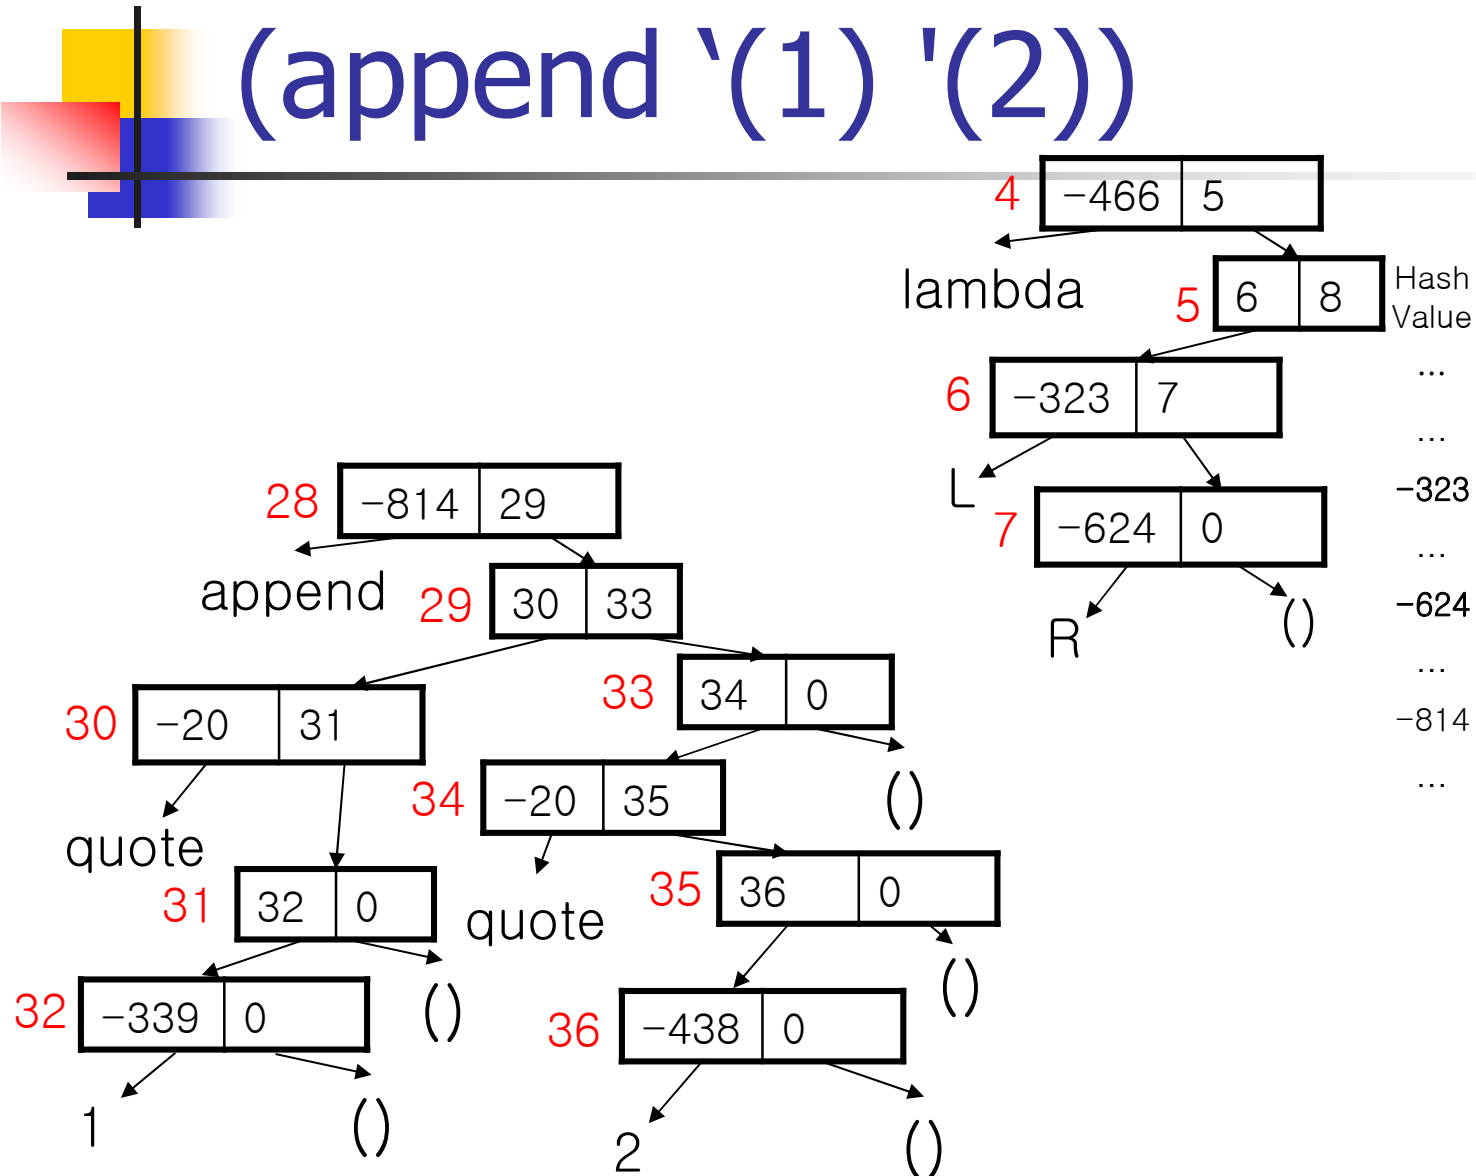 (append ‘(1) '(2))
4 -466 5
lambda
5 6 8
Hash
Value
...
6 -323 7
...
L
-323
28 -814 29
7 -624 0
...
append
29 30 33
-624
R
()
...
33 34 0
30 -20 31
-814
34 -20 35
()
...
quote
35 36 0
31 32 0
quote
()
32 -339 0
()
36 -438 0
1
()
2
()